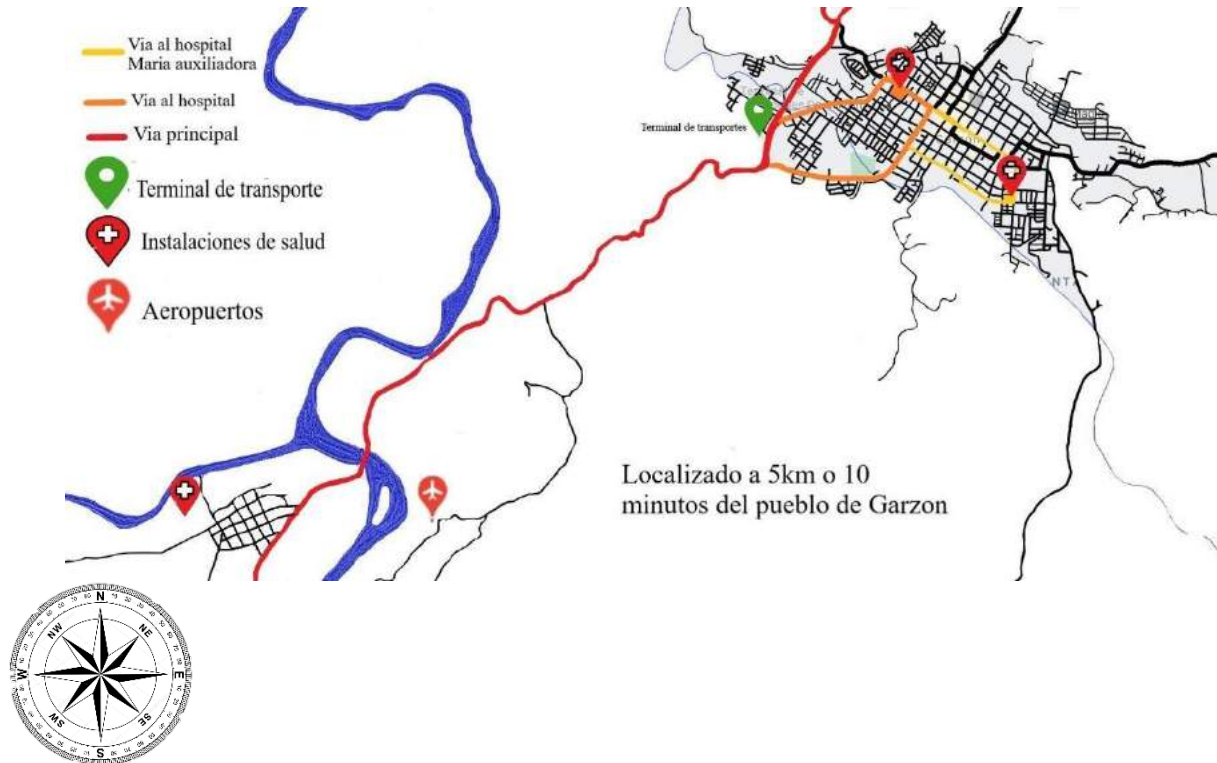 Via al hospital
Maria auxiliadora
Via al hospital
Via principal
Terminal de transporte
Instalaciones de salud
Aeropuertos
Terminal de transportes
Localizado a 5km o 10
minutos del pueblo de Garzon
N
NW
NE
W
E
SW
SE
S